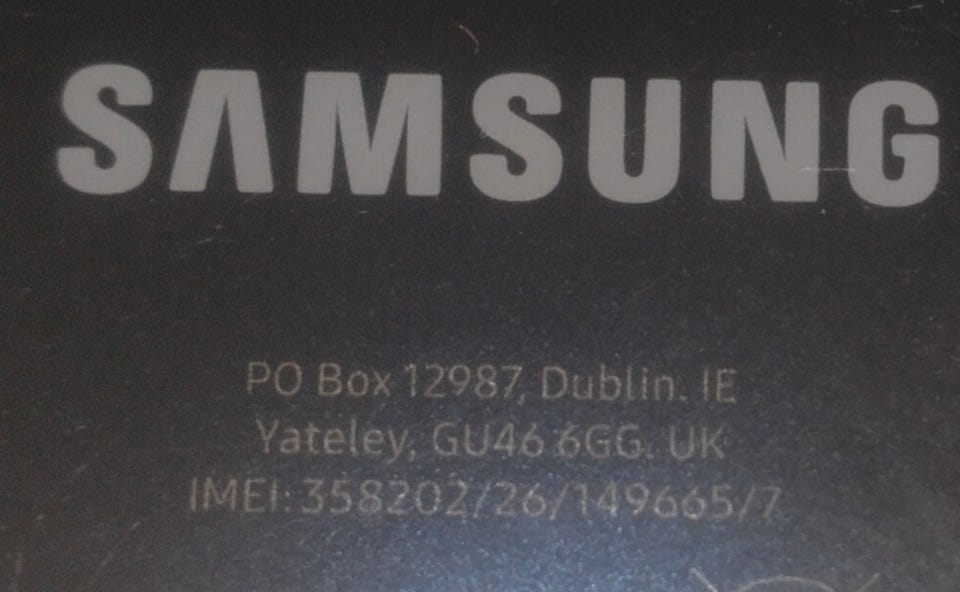 SAMSUNG
PO Box 12987, Dublin. IE
Yateley, GU46 6GG. UK
IMEI: 358202/26/149665/7